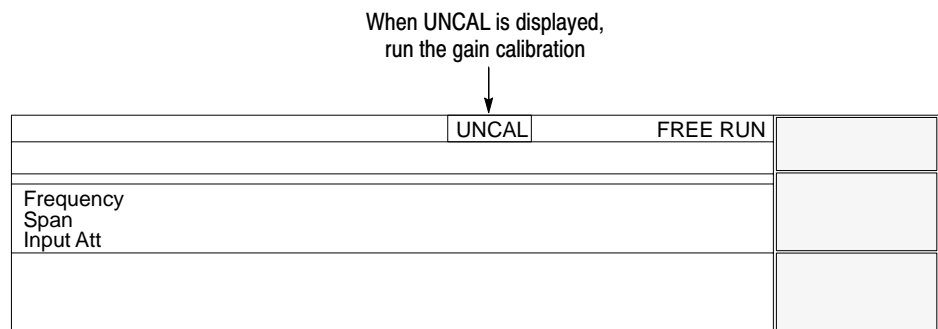 When UNCAL is displayed,
run the gain calibration
UNCAL FREE RUN
Frequency
Span
Input Att